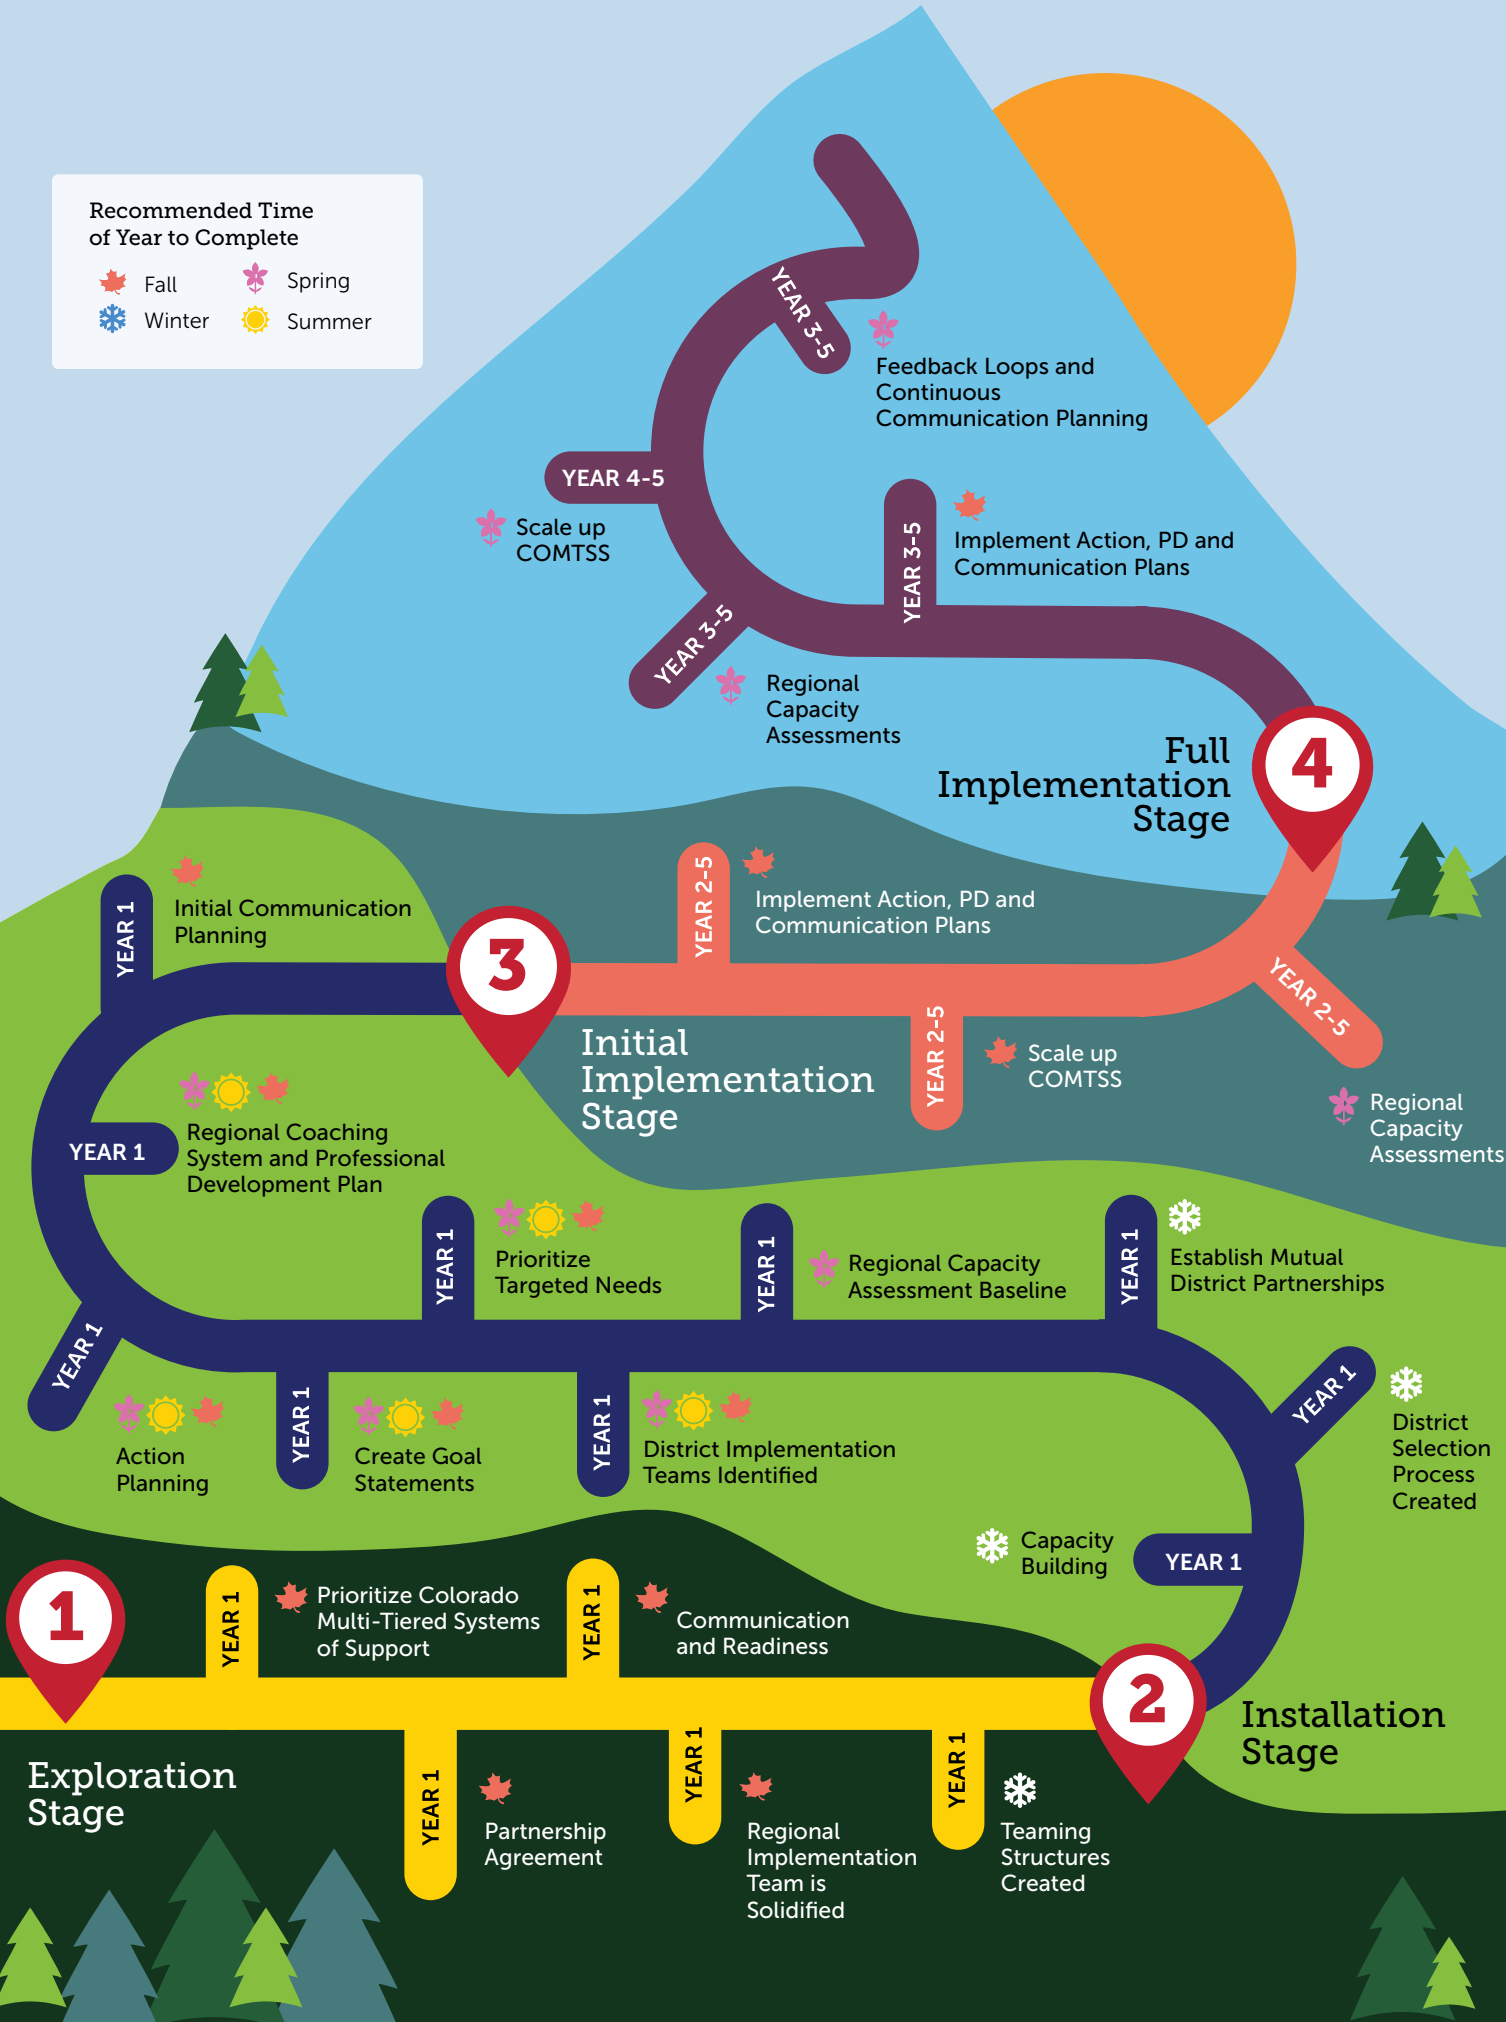 Recommended Time
of Year to Complete
Fall
Spring
Winter
Summer
YEAR 3-5
Feedback Loops and
Continuous
Communication Planning
YEAR 4-5
Scale up
COMTSS
YEAR 3-5
Implement Action, PD and
Communication Plans
YEAR 3-5
Regional
Capacity
Assessments
Full
Implementation
Stage
4
YEAR 1
Initial Communication
Planning
YEAR 2-5
Implement Action, PD and
Communication Plans
3
Initial
Implementation
Stage
YEAR 2-5
Scale up
COMTSS
YEAR 2-5
Regional
Capacity
Assessments
YEAR 1
Regional Coaching
System and Professional
Development Plan
YEAR 1
Prioritize
Targeted Needs
YEAR 1
Regional Capacity
Assessment Baseline
YEAR 1
Establish Mutual
District Partnerships
YEAR 1
Action
Planning
YEAR 1
Create Goal
Statements
YEAR 1
District Implementation
Teams Identified
YEAR 1
District
Selection
Process
Created
Capacity
Building
YEAR 1
1
YEAR 1
Prioritize Colorado
Multi-Tiered Systems
of Support
YEAR 1
Communication
and Readiness
2
Installation
Stage
Exploration
Stage
YEAR 1
Partnership
Agreement
YEAR 1
Regional
Implementation
Team is
Solidified
YEAR 1
Teaming
Structures
Created